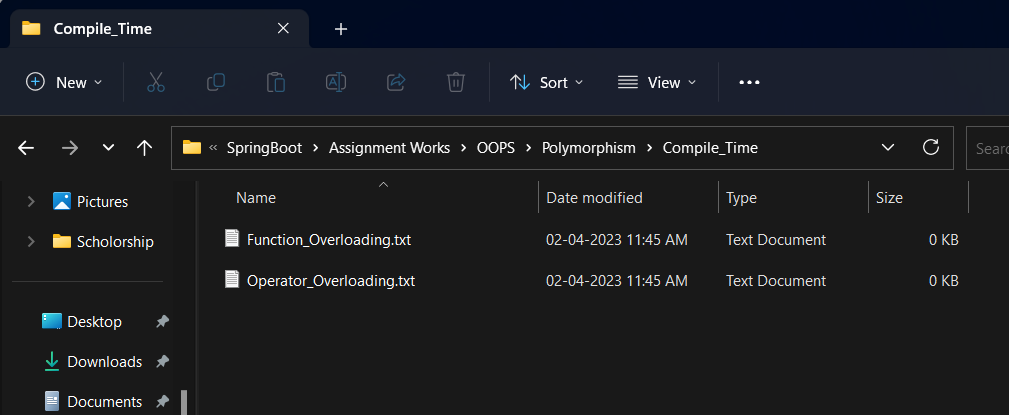 Compile_Time
New
Sort
View
SpringBoot Assignment Works OOPS Polymorphism Compile_Time
Sear
Pictures
Scholorship
Desktop
Downloads
Documents
Name Date modified Type Size
Function_Overloading.txt 02-04-2023 11:45 AM Text Document 0 KB
Operator_Overloading.txt 02-04-2023 11:45 AM Text Document 0 KB